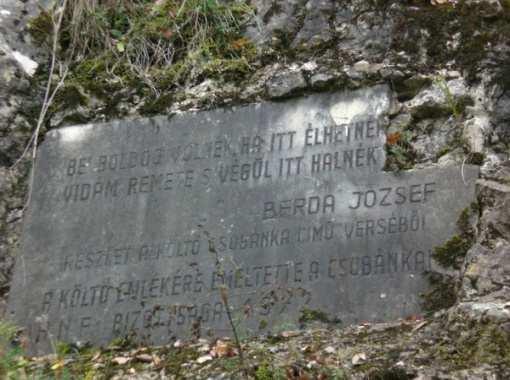 BE BOLDOG VOLNÉK, HA ITT ÉLHETNÉK
VIDÁM REMETE S VÉGÜL ITT HALNÉK
BERDA JÓZSEF
RÉSZLET A KÖLTŐ CSOBÁNKA CIMŰ VERSÉBŐL
A KÖLTŐ EMLÉKÉRE EMELTETTE A CSOBÁNKAI
H.N.F. BIZOTTSÁGA